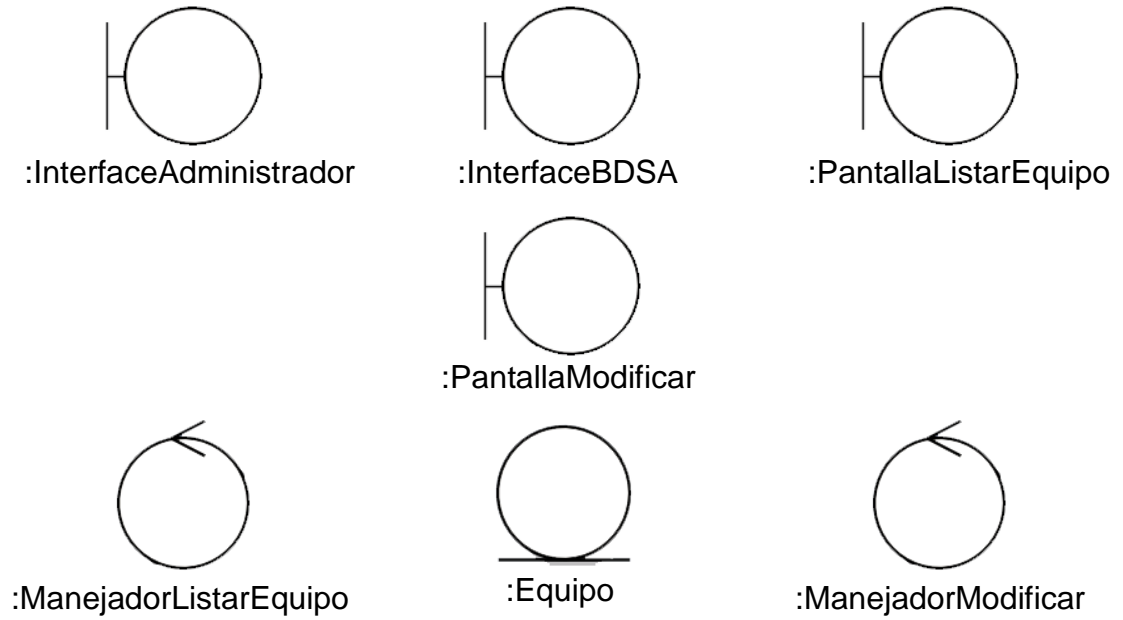 :InterfaceAdministrador
:InterfaceBDSA
:PantallaListarEquipo
:PantallaModificar
:ManejadorListarEquipo
:Equipo
:ManejadorModificar